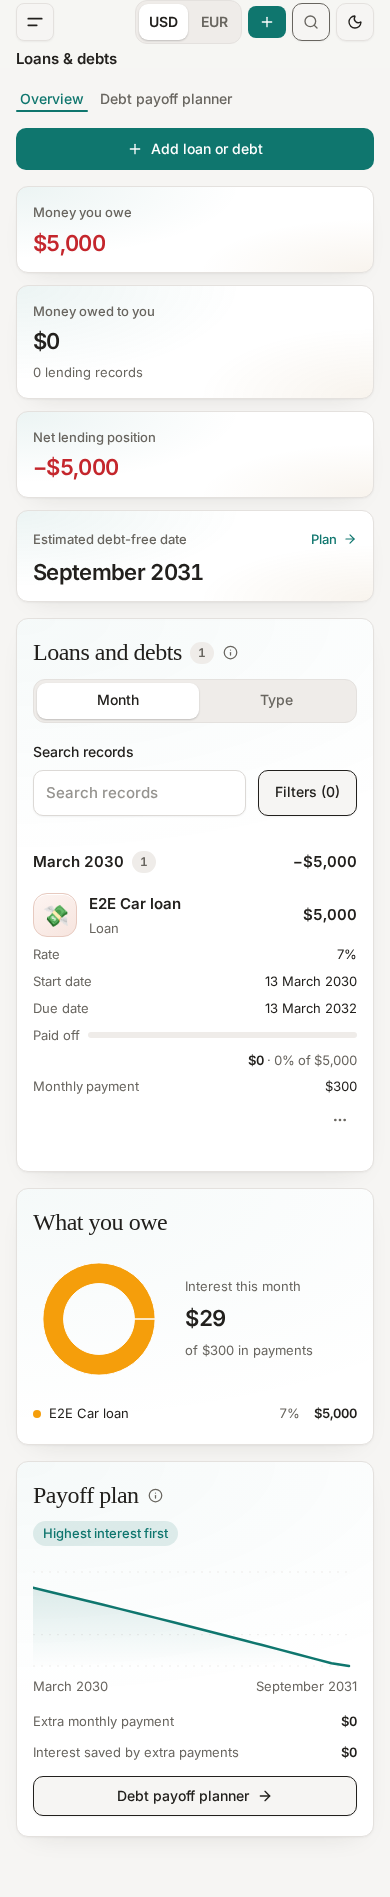 USD EUR
Loans & debts
Overview Debt payoff planner
+ Add loan or debt
Money you owe
$5,000
Money owed to you
$0
0 lending records
Net lending position
−$5,000
Estimated debt-free date Plan →
September 2031
Loans and debts 1
Month Type
Search records
Search records Filters (0)
March 2030 1 −$5,000
E2E Car loan
Loan $5,000
Rate 7%
Start date 13 March 2030
Due date 13 March 2032
Paid off
$0 · 0% of $5,000
Monthly payment $300
...
What you owe
Interest this month
$29
of $300 in payments
E2E Car loan 7% $5,000
Payoff plan
Highest interest first
March 2030 September 2031
Extra monthly payment $0
Interest saved by extra payments $0
Debt payoff planner →